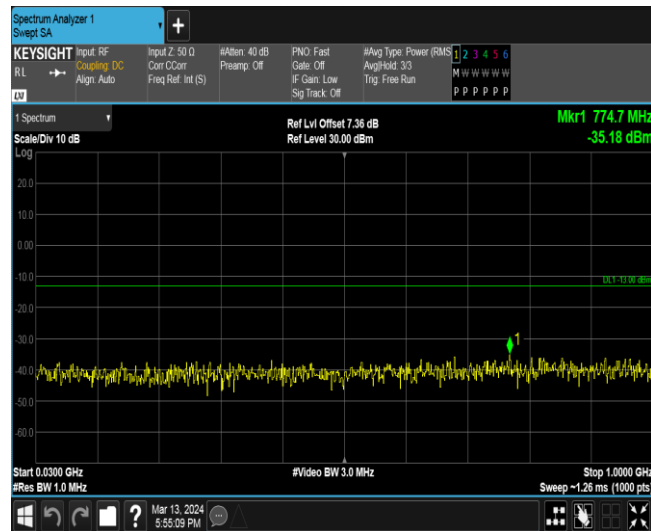 Spectrum Analyzer 1
Swept SA
+
KEYSIGHT
RL
LXI
Input: RF
Coupling: DC
Align: Auto
Input Z: 50 Ω
Corr CCorr
Freq Ref: Int (S)
#Atten: 40 dB
Preamp: Off
PNO: Fast
Gate: Off
IF Gain: Low
Sig Track: Off
#Avg Type: Power (RMS
Avg|Hold: 3/3
Trig: Free Run
1 2 3 4 5 6
M W W W W W
P P P P P P
1 Spectrum
Scale/Div 10 dB
Log
Ref Lvl Offset 7.36 dB
Ref Level 30.00 dBm
Mkr1 774.7 MHz
-35.18 dBm
20.0
10.0
0.00
-10.0
DL1 -13.00 dBm
-20.0
-30.0
1
-40.0
-50.0
-60.0
Start 0.0300 GHz
#Res BW 1.0 MHz
#Video BW 3.0 MHz
Stop 1.0000 GHz
Sweep ~1.26 ms (1000 pts
?
Mar 13, 2024
5:55:09 PM